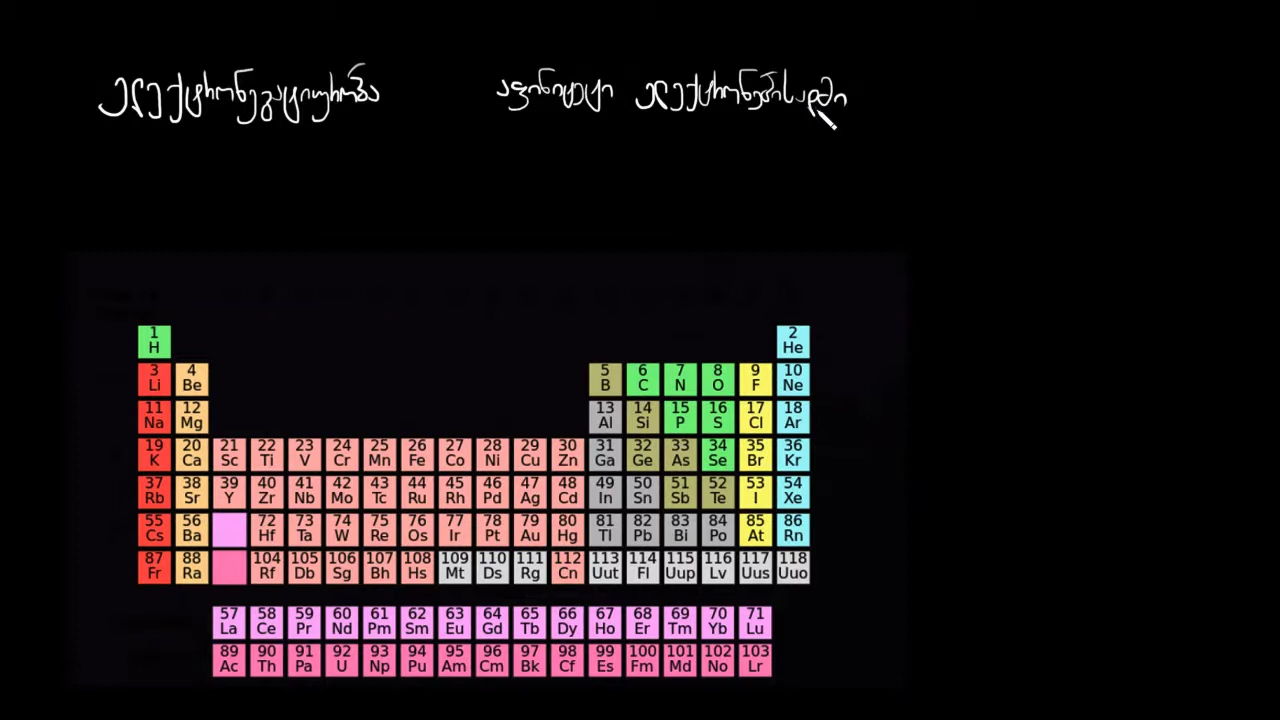 ელექტრონეგატიურობა აფინიტეტი ელექტრონებისადმი
1 2
H He
3 4 5 6 7 8 9 10
Li Be B C N O F Ne
11 12 13 14 15 16 17 18
Na Mg Al Si P S Cl Ar
19 20 21 22 23 24 25 26 27 28 29 30 31 32 33 34 35 36
K Ca Sc Ti V Cr Mn Fe Co Ni Cu Zn Ga Ge As Se Br Kr
37 38 39 40 41 42 43 44 45 46 47 48 49 50 51 52 53 54
Rb Sr Y Zr Nb Mo Tc Ru Rh Pd Ag Cd In Sn Sb Te I Xe
55 56 72 73 74 75 76 77 78 79 80 81 82 83 84 85 86
Cs Ba Hf Ta W Re Os Ir Pt Au Hg Tl Pb Bi Po At Rn
87 88 104 105 106 107 108 109 110 111 112 113 114 115 116 117 118
Fr Ra Rf Db Sg Bh Hs Mt Ds Rg Cn Uut Fl Uup Lv Uus Uuo
57 58 59 60 61 62 63 64 65 66 67 68 69 70 71
La Ce Pr Nd Pm Sm Eu Gd Tb Dy Ho Er Tm Yb Lu
89 90 91 92 93 94 95 96 97 98 99 100 101 102 103
Ac Th Pa U Np Pu Am Cm Bk Cf Es Fm Md No Lr